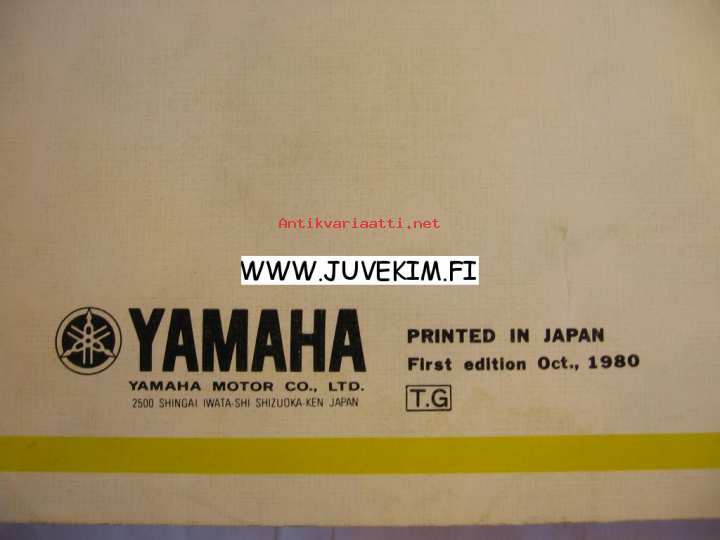 Antikvariaatti.net
WWW.JUVEKIM.FI
YAMAHA
YAMAHA MOTOR CO., LTD.
2500 SHINGAI IWATA-SHI SHIZUOKA-KEN JAPAN
PRINTED IN JAPAN
First edition Oct., 1980
T.G